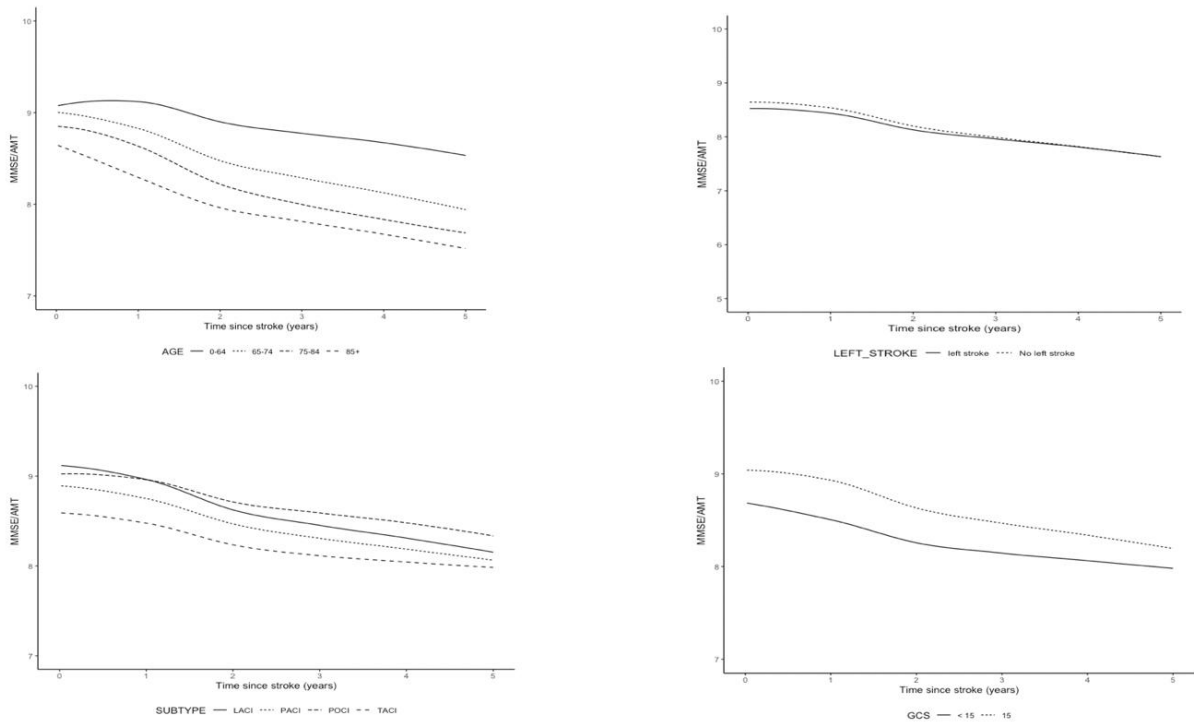 10
9
8
7
MMSE/AMT
0 1 2 3 4 5
Time since stroke (years)
AGE 0-64 65-74 75-84 85+
10
9
8
7
6
5
MMSE/AMT
0 1 2 3 4 5
Time since stroke (years)
LEFT_STROKE left stroke No left stroke
10
9
8
7
MMSE/AMT
0 1 2 3 4 5
Time since stroke (years)
SUBTYPE LACI PACI POCI TACI
10
9
8
7
MMSE/AMT
0 1 2 3 4 5
Time since stroke (years)
GCS < 15 15